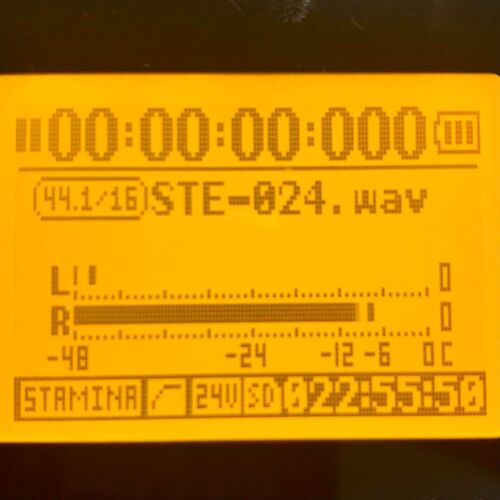 00:00:00:000
44.1/16 STE-024.wav
L 0
R 0
-48 -24 -12 -6 0C
STAMINA 24V SD 022:55:50